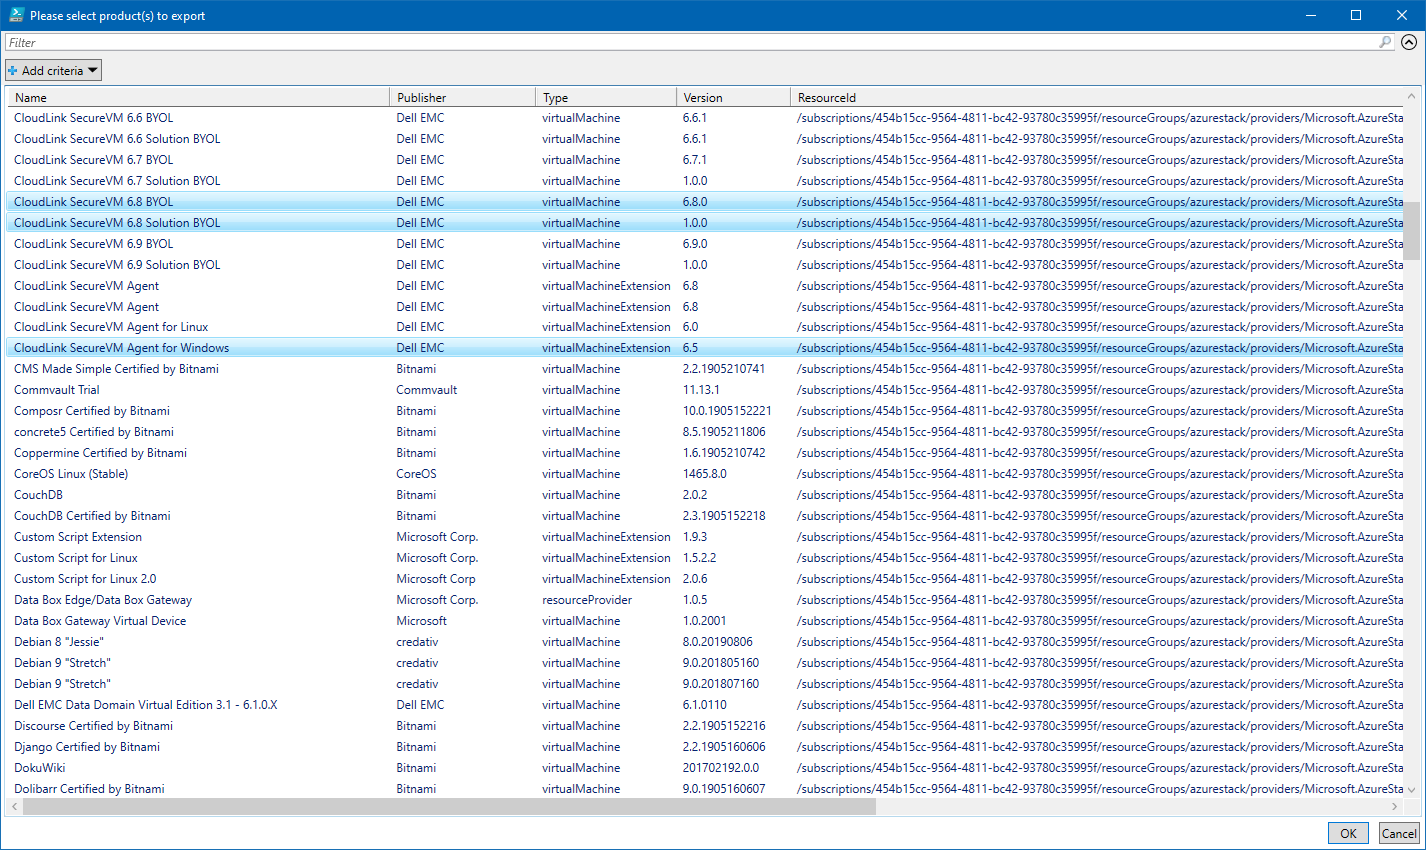 Please select product(s) to export
Filter
Add criteria
Name Publisher Type Version ResourceId
CloudLink SecureVM 6.6 BYOL Dell EMC virtualMachine 6.6.1 /subscriptions/454b15cc-9564-4811-bc42-93780c35995f/resourceGroups/azurestack/providers/Microsoft.AzureSta
CloudLink SecureVM 6.6 Solution BYOL Dell EMC virtualMachine 6.6.1 /subscriptions/454b15cc-9564-4811-bc42-93780c35995f/resourceGroups/azurestack/providers/Microsoft.AzureSta
CloudLink SecureVM 6.7 BYOL Dell EMC virtualMachine 6.7.1 /subscriptions/454b15cc-9564-4811-bc42-93780c35995f/resourceGroups/azurestack/providers/Microsoft.AzureSta
CloudLink SecureVM 6.7 Solution BYOL Dell EMC virtualMachine 1.0.0 /subscriptions/454b15cc-9564-4811-bc42-93780c35995f/resourceGroups/azurestack/providers/Microsoft.AzureSta
CloudLink SecureVM 6.8 BYOL Dell EMC virtualMachine 6.8.0 /subscriptions/454b15cc-9564-4811-bc42-93780c35995f/resourceGroups/azurestack/providers/Microsoft.AzureSta
CloudLink SecureVM 6.8 Solution BYOL Dell EMC virtualMachine 1.0.0 /subscriptions/454b15cc-9564-4811-bc42-93780c35995f/resourceGroups/azurestack/providers/Microsoft.AzureSta
CloudLink SecureVM 6.9 BYOL Dell EMC virtualMachine 6.9.0 /subscriptions/454b15cc-9564-4811-bc42-93780c35995f/resourceGroups/azurestack/providers/Microsoft.AzureSta
CloudLink SecureVM 6.9 Solution BYOL Dell EMC virtualMachine 1.0.0 /subscriptions/454b15cc-9564-4811-bc42-93780c35995f/resourceGroups/azurestack/providers/Microsoft.AzureSta
CloudLink SecureVM Agent Dell EMC virtualMachineExtension 6.8 /subscriptions/454b15cc-9564-4811-bc42-93780c35995f/resourceGroups/azurestack/providers/Microsoft.AzureSta
CloudLink SecureVM Agent Dell EMC virtualMachineExtension 6.8 /subscriptions/454b15cc-9564-4811-bc42-93780c35995f/resourceGroups/azurestack/providers/Microsoft.AzureSta
CloudLink SecureVM Agent for Linux Dell EMC virtualMachineExtension 6.0 /subscriptions/454b15cc-9564-4811-bc42-93780c35995f/resourceGroups/azurestack/providers/Microsoft.AzureSta
CloudLink SecureVM Agent for Windows Dell EMC virtualMachineExtension 6.5 /subscriptions/454b15cc-9564-4811-bc42-93780c35995f/resourceGroups/azurestack/providers/Microsoft.AzureSta
CMS Made Simple Certified by Bitnami Bitnami virtualMachine 2.2.1905210741 /subscriptions/454b15cc-9564-4811-bc42-93780c35995f/resourceGroups/azurestack/providers/Microsoft.AzureSta
Commvault Trial Commvault virtualMachine 11.13.1 /subscriptions/454b15cc-9564-4811-bc42-93780c35995f/resourceGroups/azurestack/providers/Microsoft.AzureSta
Composr Certified by Bitnami Bitnami virtualMachine 10.0.1905152221 /subscriptions/454b15cc-9564-4811-bc42-93780c35995f/resourceGroups/azurestack/providers/Microsoft.AzureSta
concrete5 Certified by Bitnami Bitnami virtualMachine 8.5.1905211806 /subscriptions/454b15cc-9564-4811-bc42-93780c35995f/resourceGroups/azurestack/providers/Microsoft.AzureSta
Coppermine Certified by Bitnami Bitnami virtualMachine 1.6.1905210742 /subscriptions/454b15cc-9564-4811-bc42-93780c35995f/resourceGroups/azurestack/providers/Microsoft.AzureSta
CoreOS Linux (Stable) CoreOS virtualMachine 1465.8.0 /subscriptions/454b15cc-9564-4811-bc42-93780c35995f/resourceGroups/azurestack/providers/Microsoft.AzureSta
CouchDB Bitnami virtualMachine 2.0.2 /subscriptions/454b15cc-9564-4811-bc42-93780c35995f/resourceGroups/azurestack/providers/Microsoft.AzureSta
CouchDB Certified by Bitnami Bitnami virtualMachine 2.3.1905152218 /subscriptions/454b15cc-9564-4811-bc42-93780c35995f/resourceGroups/azurestack/providers/Microsoft.AzureSta
Custom Script Extension Microsoft Corp. virtualMachineExtension 1.9.3 /subscriptions/454b15cc-9564-4811-bc42-93780c35995f/resourceGroups/azurestack/providers/Microsoft.AzureSta
Custom Script for Linux Microsoft Corp. virtualMachineExtension 1.5.2.2 /subscriptions/454b15cc-9564-4811-bc42-93780c35995f/resourceGroups/azurestack/providers/Microsoft.AzureSta
Custom Script for Linux 2.0 Microsoft Corp virtualMachineExtension 2.0.6 /subscriptions/454b15cc-9564-4811-bc42-93780c35995f/resourceGroups/azurestack/providers/Microsoft.AzureSta
Data Box Edge/Data Box Gateway Microsoft Corp. resourceProvider 1.0.5 /subscriptions/454b15cc-9564-4811-bc42-93780c35995f/resourceGroups/azurestack/providers/Microsoft.AzureSta
Data Box Gateway Virtual Device Microsoft virtualMachine 1.0.2001 /subscriptions/454b15cc-9564-4811-bc42-93780c35995f/resourceGroups/azurestack/providers/Microsoft.AzureSta
Debian 8 "Jessie" credativ virtualMachine 8.0.20190806 /subscriptions/454b15cc-9564-4811-bc42-93780c35995f/resourceGroups/azurestack/providers/Microsoft.AzureSta
Debian 9 "Stretch" credativ virtualMachine 9.0.201805160 /subscriptions/454b15cc-9564-4811-bc42-93780c35995f/resourceGroups/azurestack/providers/Microsoft.AzureSta
Debian 9 "Stretch" credativ virtualMachine 9.0.201807160 /subscriptions/454b15cc-9564-4811-bc42-93780c35995f/resourceGroups/azurestack/providers/Microsoft.AzureSta
Dell EMC Data Domain Virtual Edition 3.1 - 6.1.0.X Dell EMC virtualMachine 6.1.0110 /subscriptions/454b15cc-9564-4811-bc42-93780c35995f/resourceGroups/azurestack/providers/Microsoft.AzureSta
Discourse Certified by Bitnami Bitnami virtualMachine 2.2.1905152216 /subscriptions/454b15cc-9564-4811-bc42-93780c35995f/resourceGroups/azurestack/providers/Microsoft.AzureSta
Django Certified by Bitnami Bitnami virtualMachine 2.2.1905160606 /subscriptions/454b15cc-9564-4811-bc42-93780c35995f/resourceGroups/azurestack/providers/Microsoft.AzureSta
DokuWiki Bitnami virtualMachine 201702192.0.0 /subscriptions/454b15cc-9564-4811-bc42-93780c35995f/resourceGroups/azurestack/providers/Microsoft.AzureSta
Dolibarr Certified by Bitnami Bitnami virtualMachine 9.0.1905160607 /subscriptions/454b15cc-9564-4811-bc42-93780c35995f/resourceGroups/azurestack/providers/Microsoft.AzureSta
OK Cancel